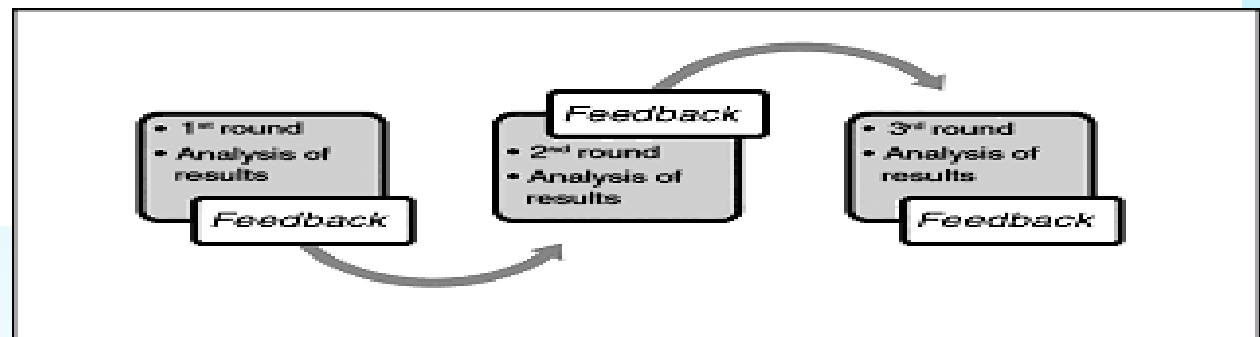 • 1st round
• Analysis of
results
Feedback
Feedback
• 2nd round
• Analysis of
results
• 3rd round
• Analysis of
results
Feedback